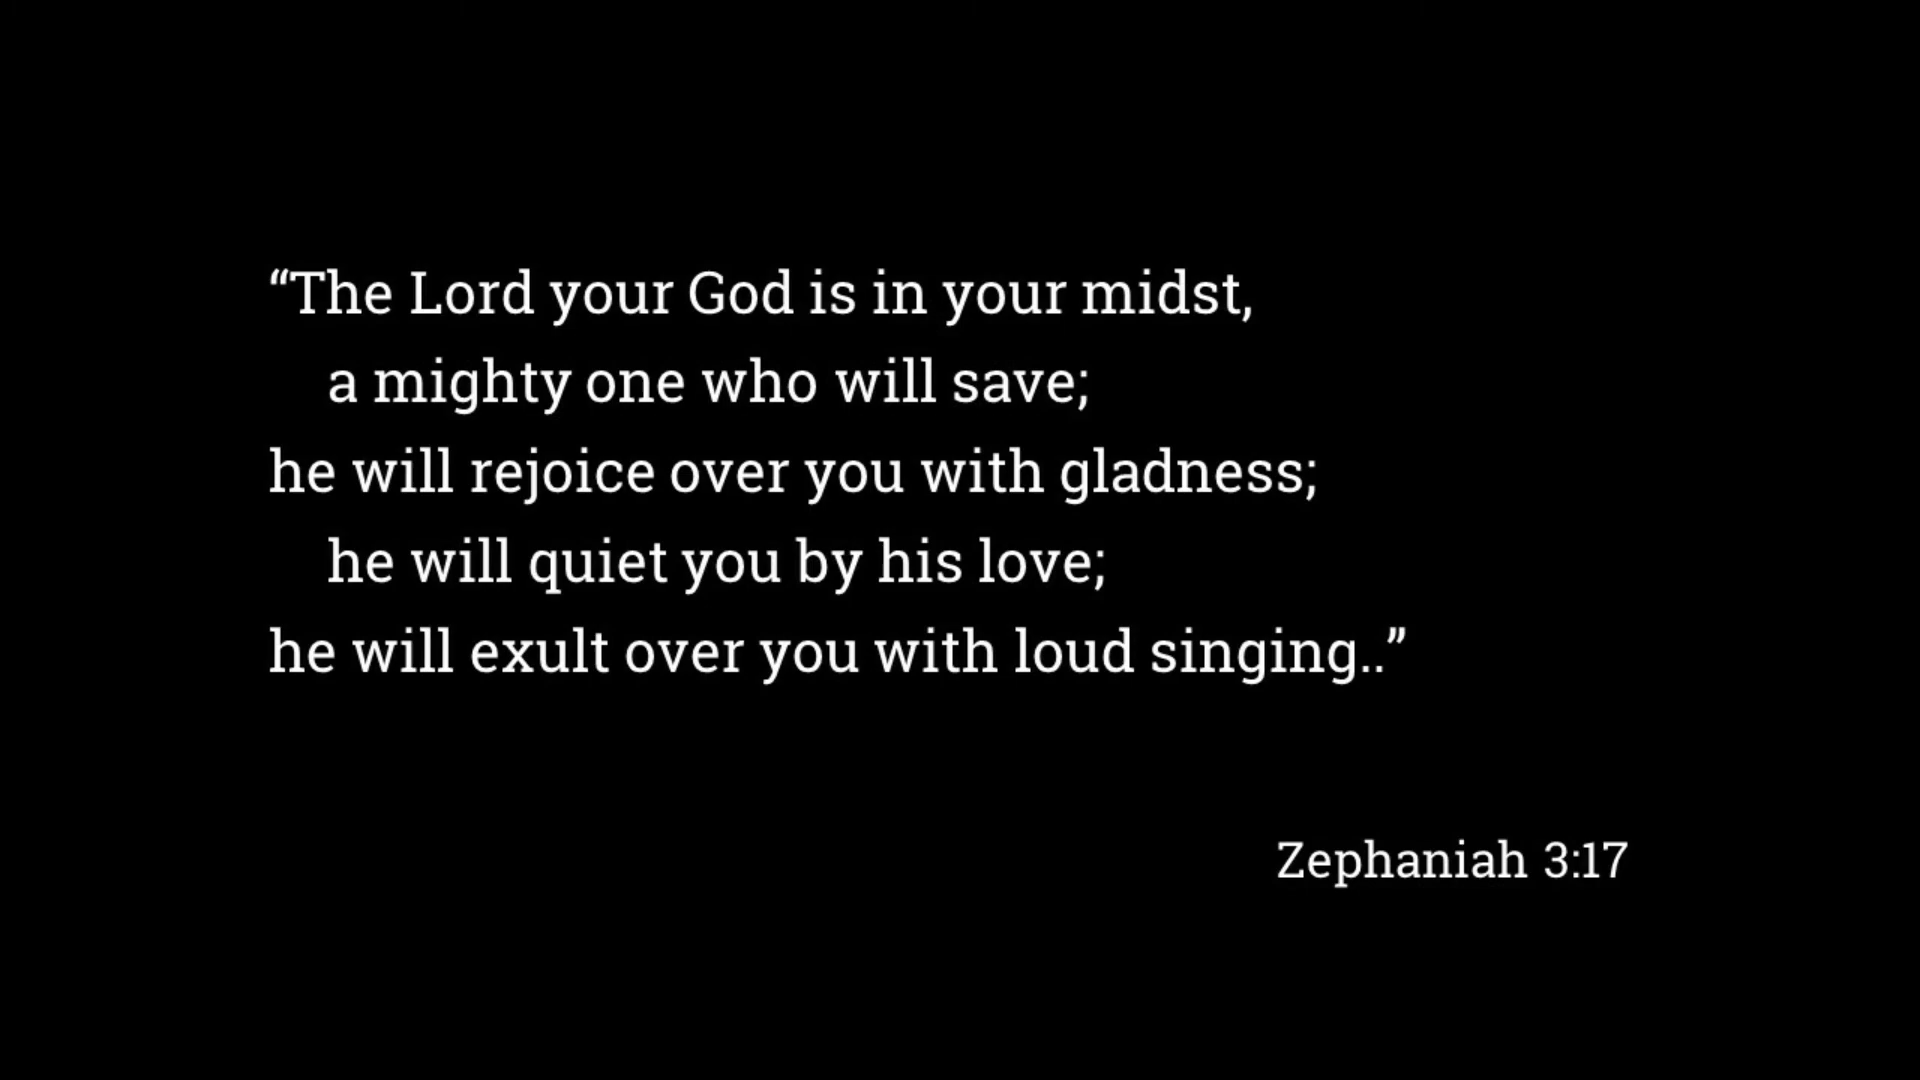 “The Lord your God is in your midst,
a mighty one who will save;
he will rejoice over you with gladness;
he will quiet you by his love;
he will exult over you with loud singing..”
Zephaniah 3:17